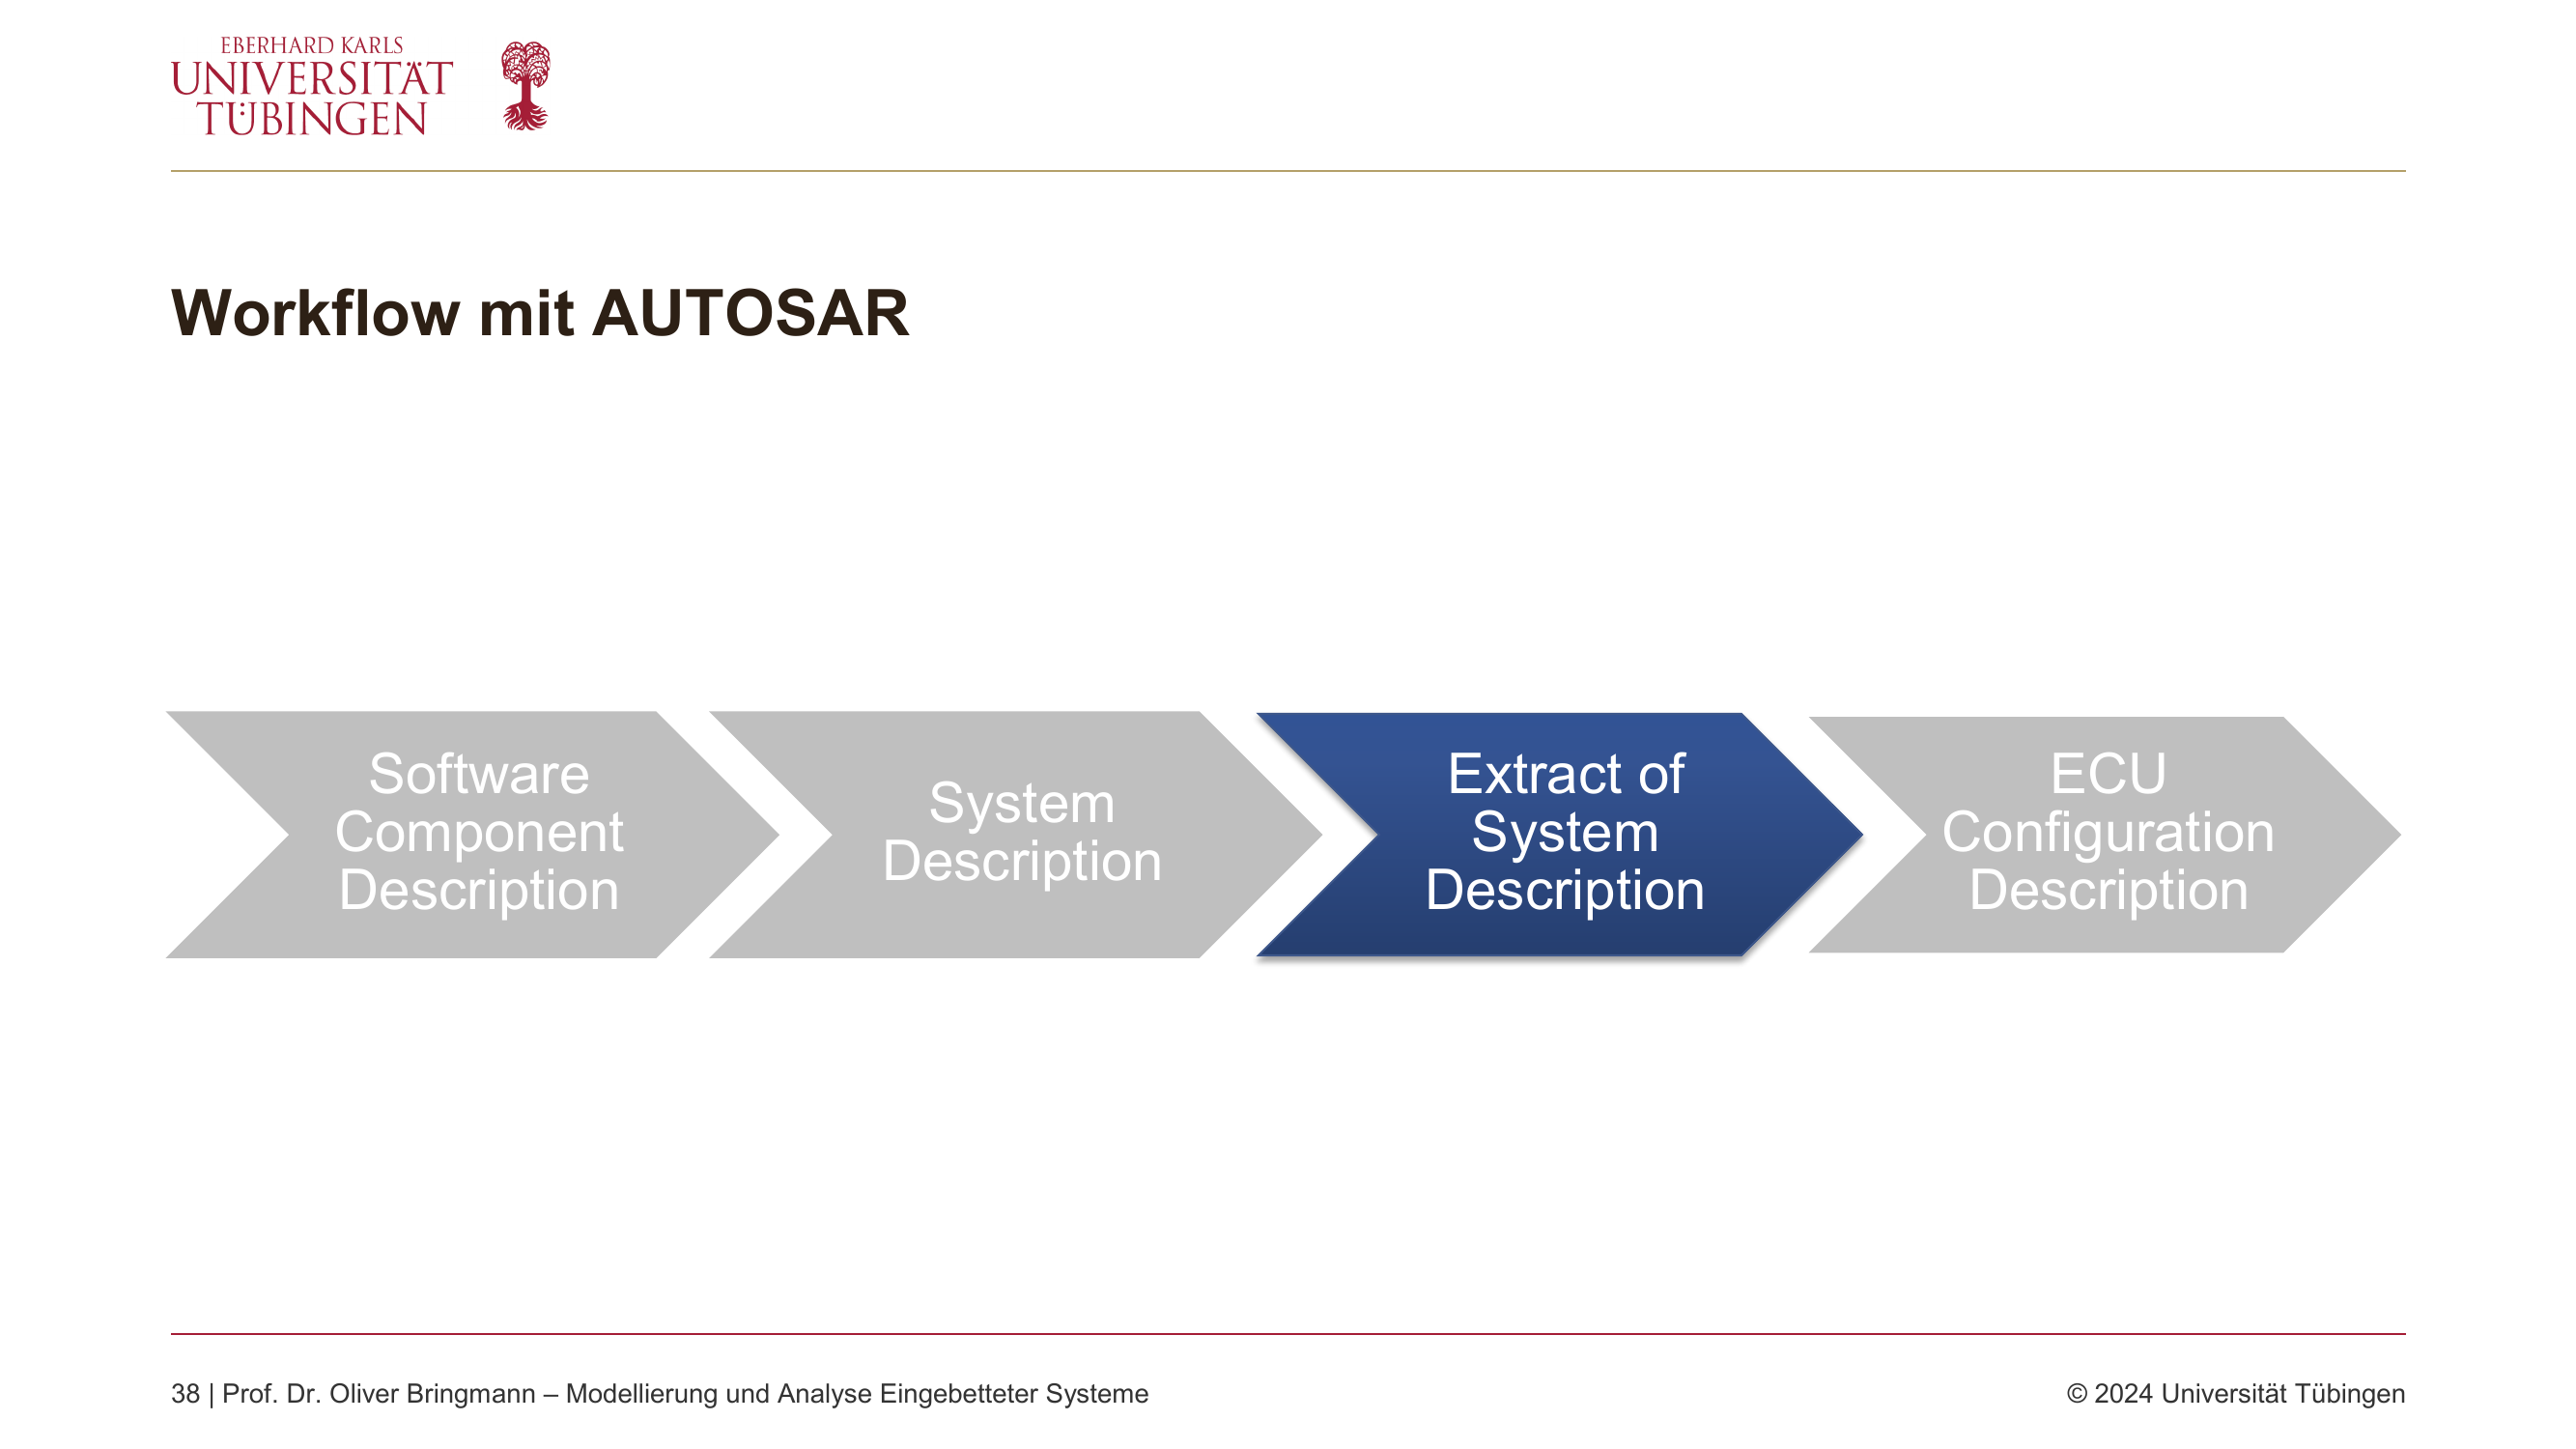 EBERHARD KARLS
UNIVERSITÄT
TÜBINGEN
Workflow mit AUTOSAR
Software
Component
Description
System
Description
Extract of
System
Description
ECU
Configuration
Description
38 | Prof. Dr. Oliver Bringmann – Modellierung und Analyse Eingebetteter Systeme
© 2024 Universität Tübingen